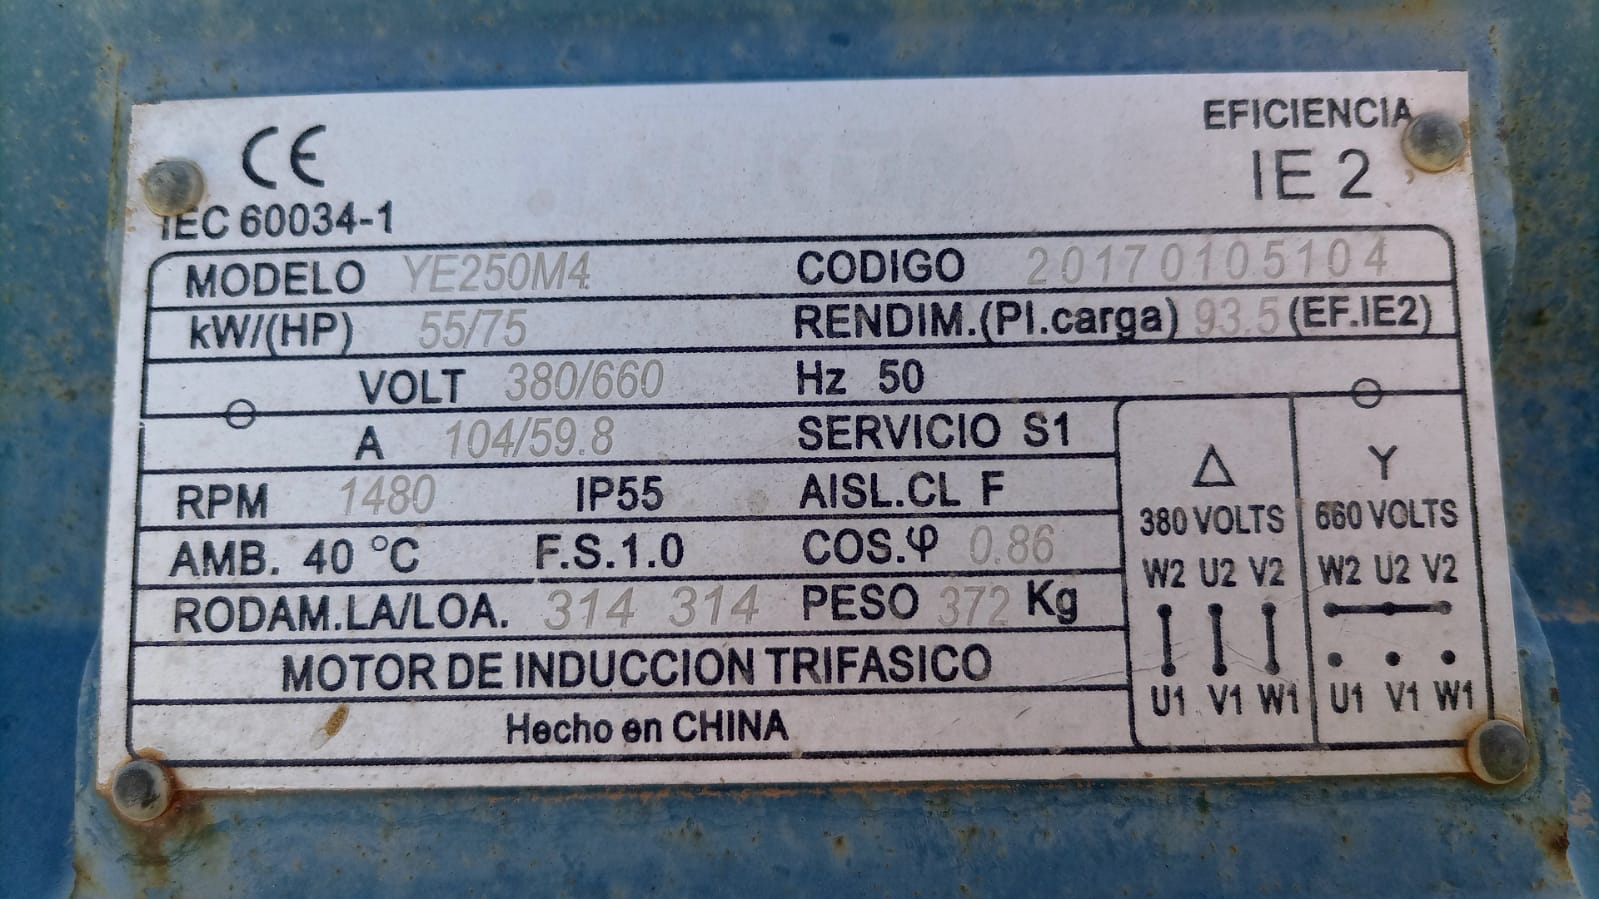 CE
EFICIENCIA
IE 2
IEC 60034-1
MODELO YE250M4 CODIGO 20170105104
kW/(HP) 55/75 RENDIM.(Pl.carga) 93.5 (EF.IE2)
VOLT 380/660 Hz 50
A 104/59.8 SERVICIO S1
RPM 1480 IP55 AISL.CL F
AMB. 40 °C F.S.1.0 COS.φ 0.86
RODAM.LA/LOA. 314 314 PESO 372 Kg
MOTOR DE INDUCCION TRIFASICO
Hecho en CHINA
Δ
380 VOLTS
W2 U2 V2
U1 V1 W1
Y
660 VOLTS
W2 U2 V2
U1 V1 W1